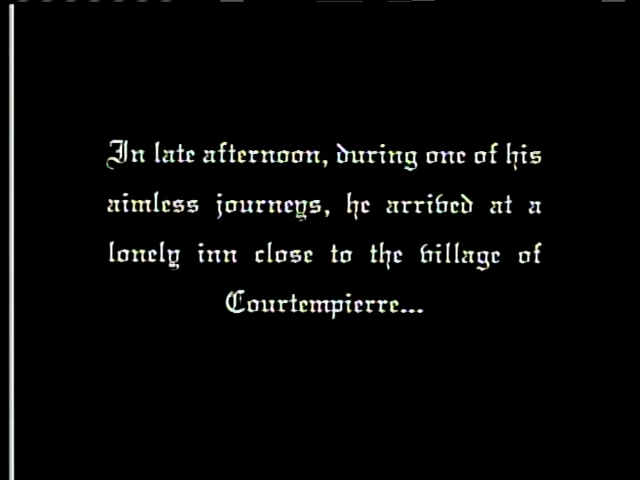 In late afternoon, during one of his
aimless journeys, he arrived at a
lonely inn close to the village of
Courtempierre...